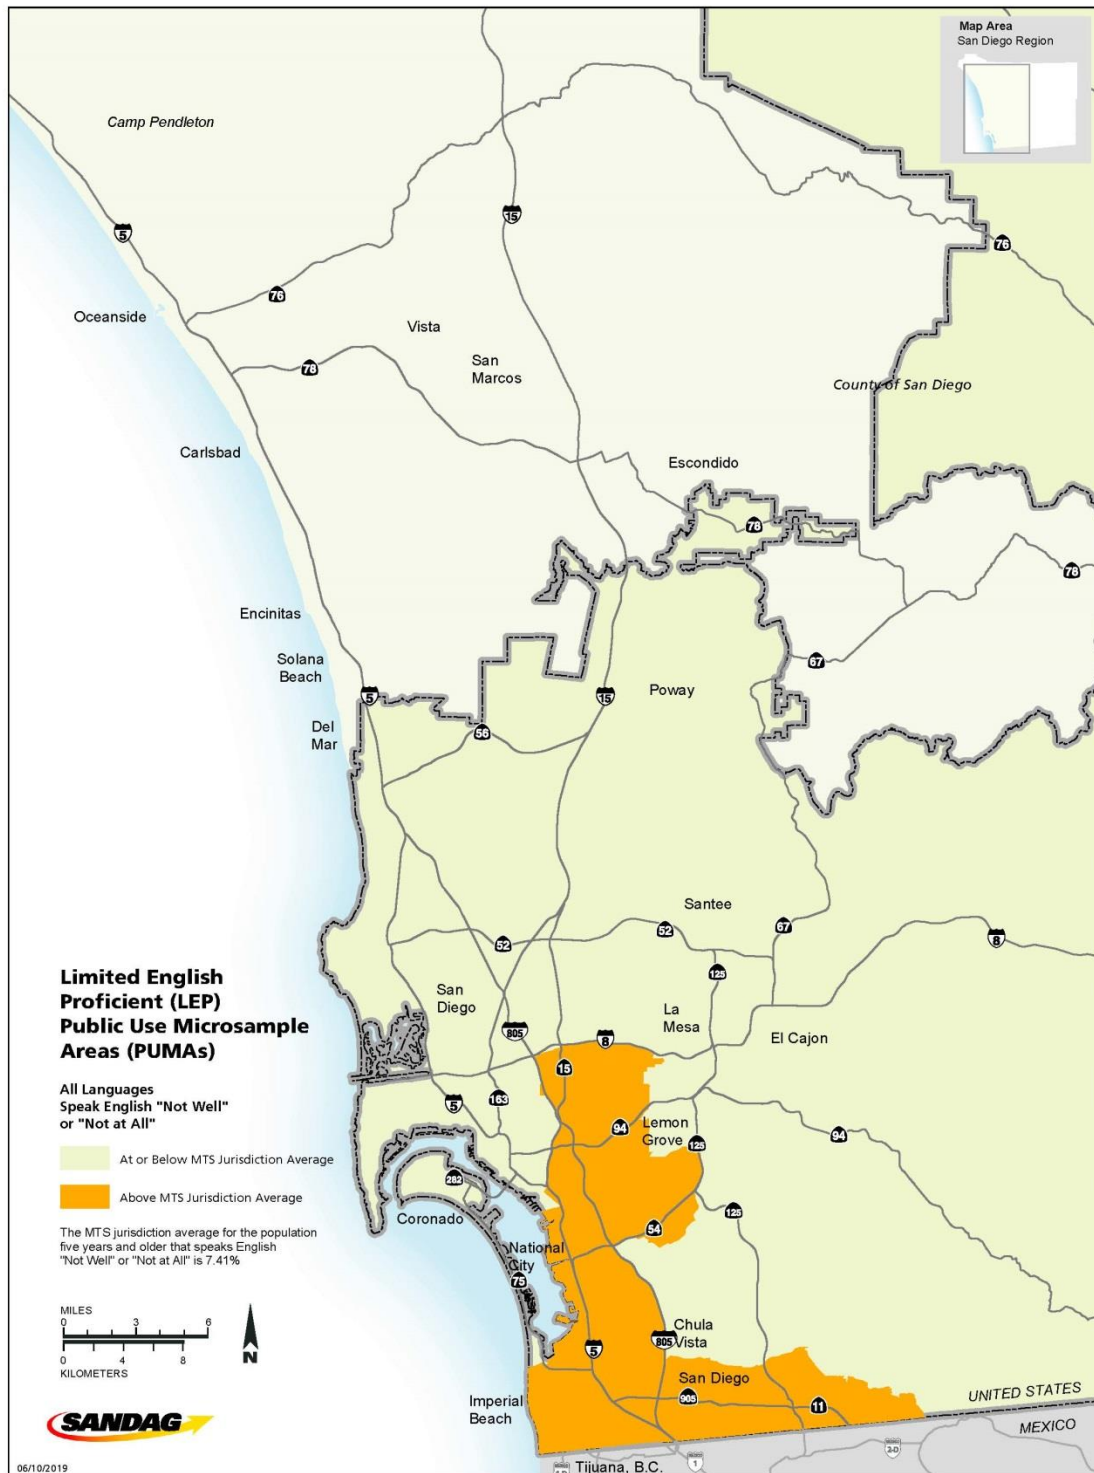 Map Area
San Diego Region
Camp Pendleton
15
5
76
76
Oceanside
Vista
San
Marcos
78
County of San Diego
Carlsbad
Escondido
78
78
Encinitas
Solana
Beach
67
5
15
Poway
Del
Mar
56
Santee
52
52
67
8
125
San
Diego
La
Mesa
805
8
El Cajon
15
163
5
94
Lemon
Grove
125
94
282
Coronado
125
54
National
City
75
Chula
Vista
805
5
San Diego
905
11
Imperial
Beach
UNITED STATES
MEXICO
2-D
1
1-D
Tijuana, B.C.
Limited English
Proficient (LEP)
Public Use Microsample
Areas (PUMAs)
All Languages
Speak English "Not Well"
or "Not at All"
At or Below MTS Jurisdiction Average
Above MTS Jurisdiction Average
The MTS jurisdiction average for the population
five years and older that speaks English
"Not Well" or "Not at All" is 7.41%
MILES
0 3 6
0 4 8
KILOMETERS
N
SANDAG
06/10/2019